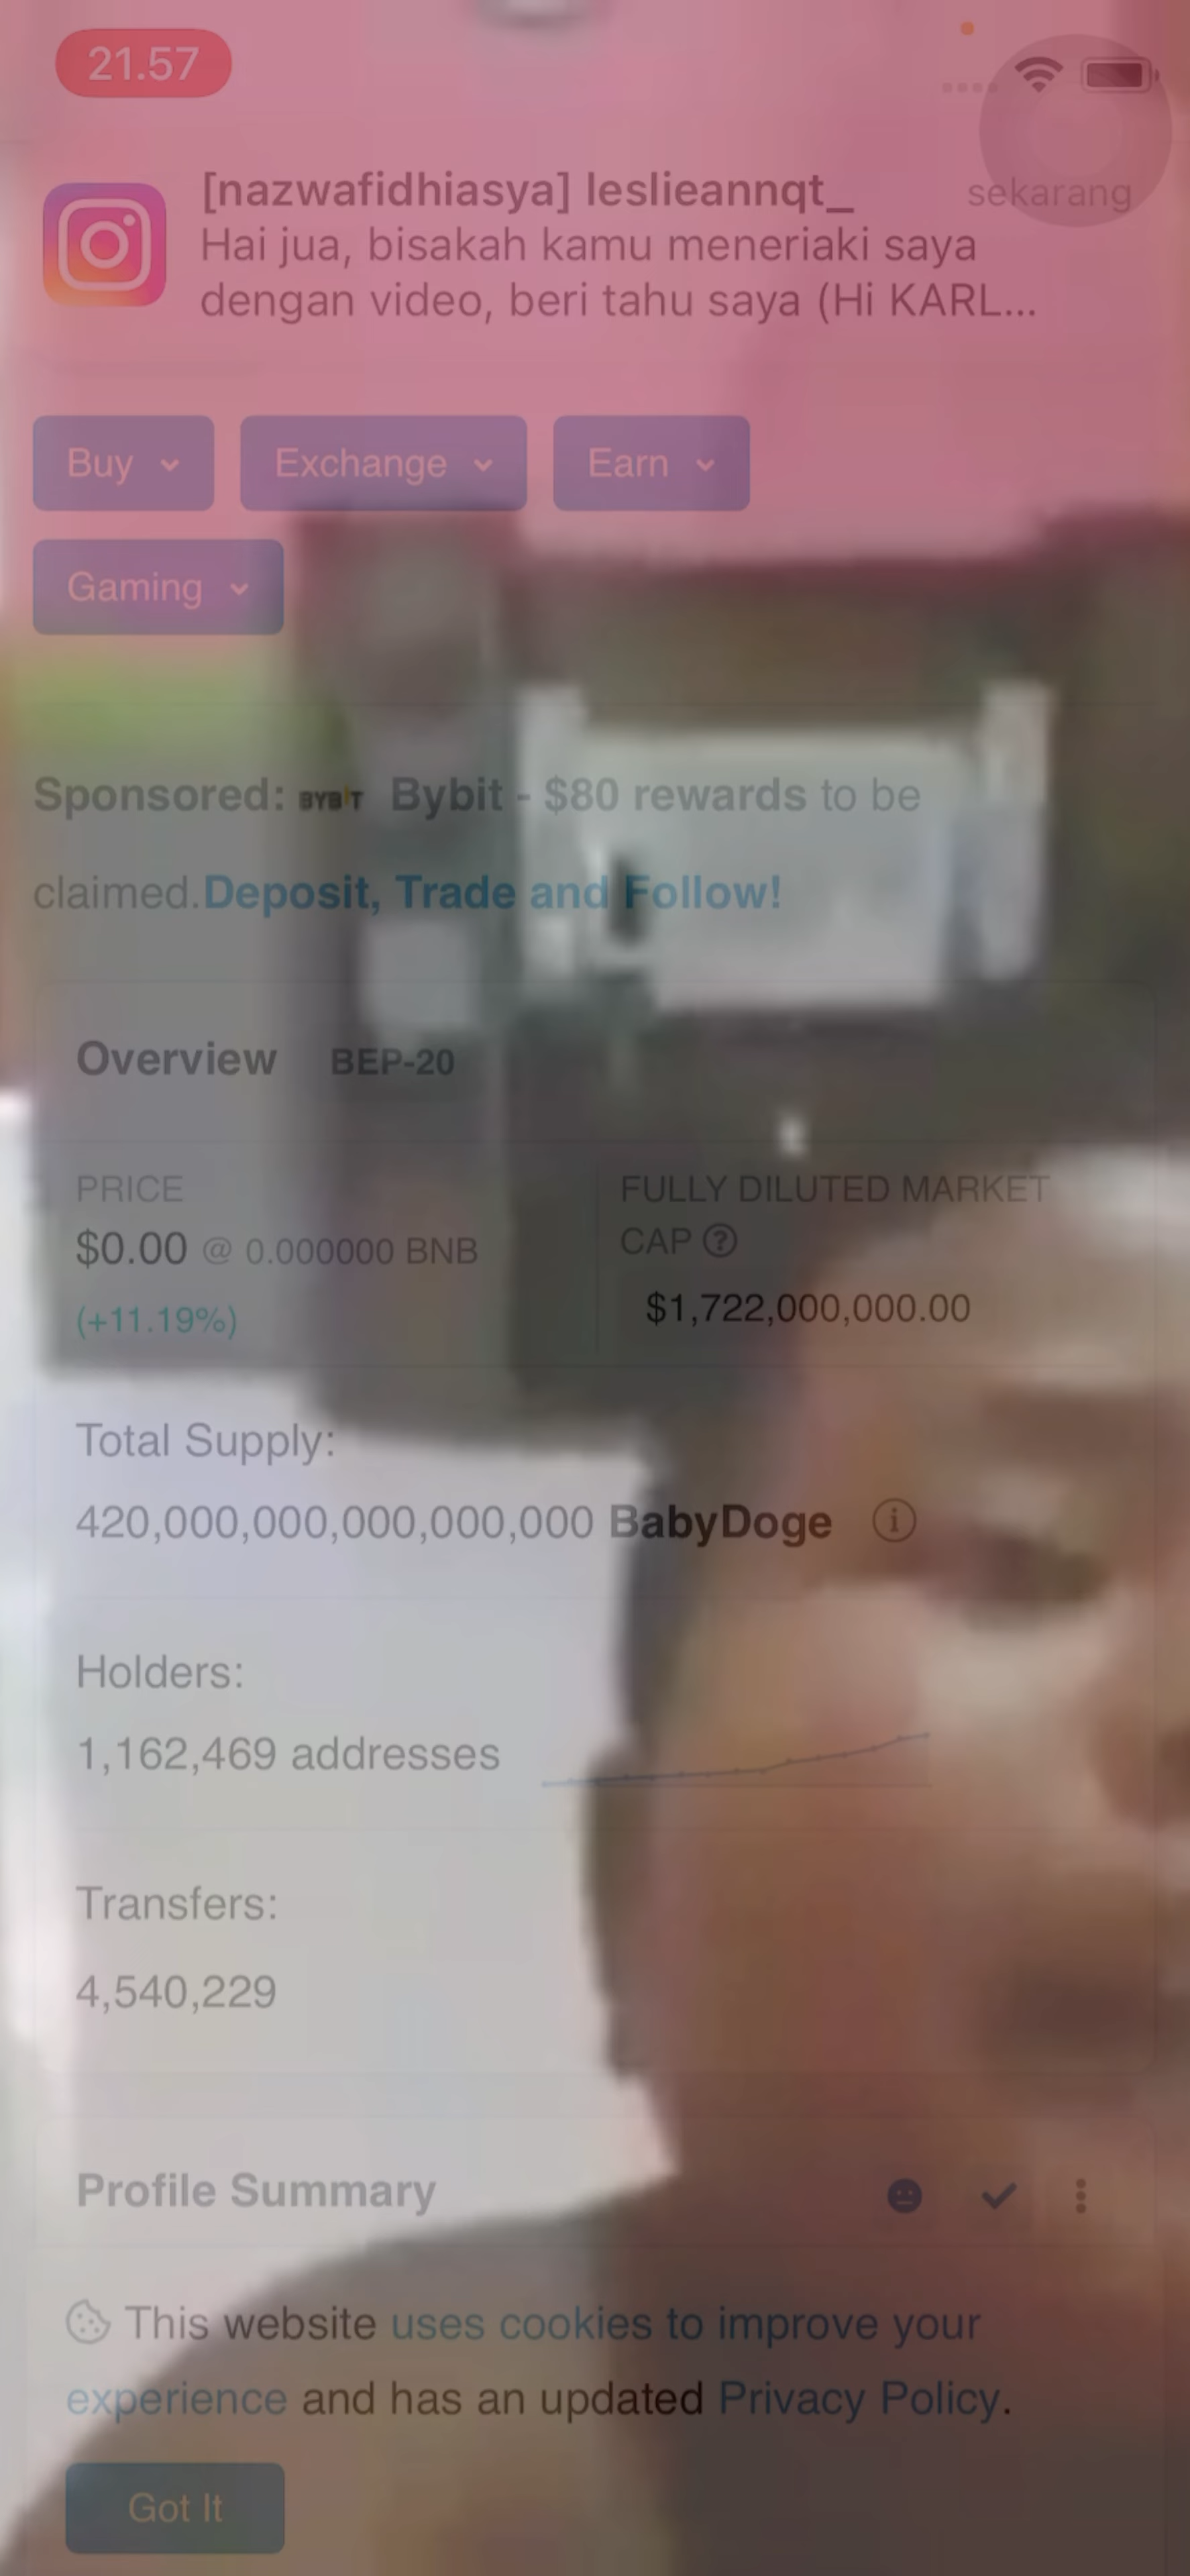 21.57
[nazwafidhiasya] leslieannqt_ sekarang
Hai jua, bisakah kamu meneriaki saya
dengan video, beri tahu saya (Hi KARL...
Buy Exchange Earn
Gaming
Sponsored: BYBIT Bybit - $80 rewards to be
claimed.Deposit, Trade and Follow!
Overview BEP-20
PRICE
$0.00 @ 0.000000 BNB
(+11.19%)
FULLY DILUTED MARKET
CAP
$1,722,000,000.00
Total Supply:
420,000,000,000,000,000 BabyDoge
Holders:
1,162,469 addresses
Transfers:
4,540,229
Profile Summary
This website uses cookies to improve your
experience and has an updated Privacy Policy.
Got It